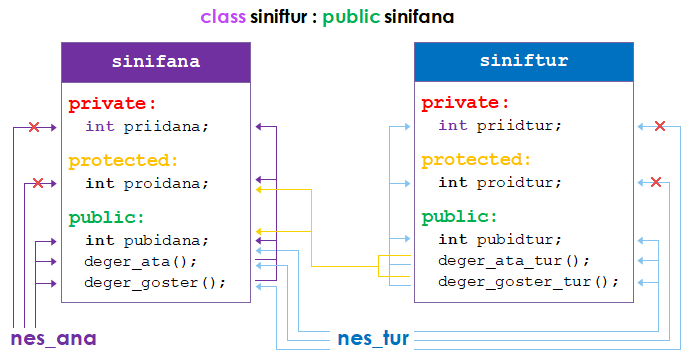 class siniftur : public sinifana
sinifana
private:
int priidana;
protected:
int proidana;
public:
int pubidana;
deger_ata();
deger_goster();
siniftur
private:
int priidtur;
protected:
int proidtur;
public:
int pubidtur;
deger_ata_tur();
deger_goster_tur();
nes_ana
nes_tur